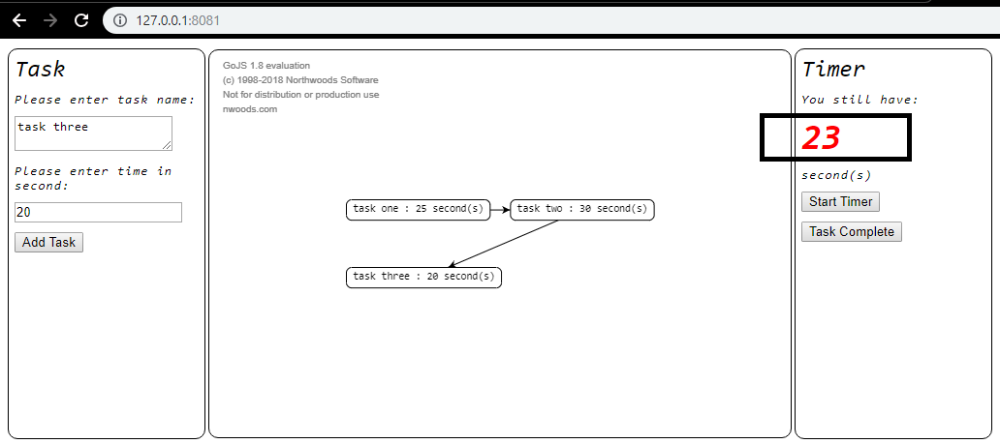 127.0.0.1:8081
Task
Please enter task name:
task three
Please enter time in
second:
20
Add Task
GoJS 1.8 evaluation
(c) 1998-2018 Northwoods Software
Not for distribution or production use
nwoods.com
task one : 25 second(s)
task two : 30 second(s)
task three : 20 second(s)
Timer
You still have:
23
second(s)
Start Timer
Task Complete